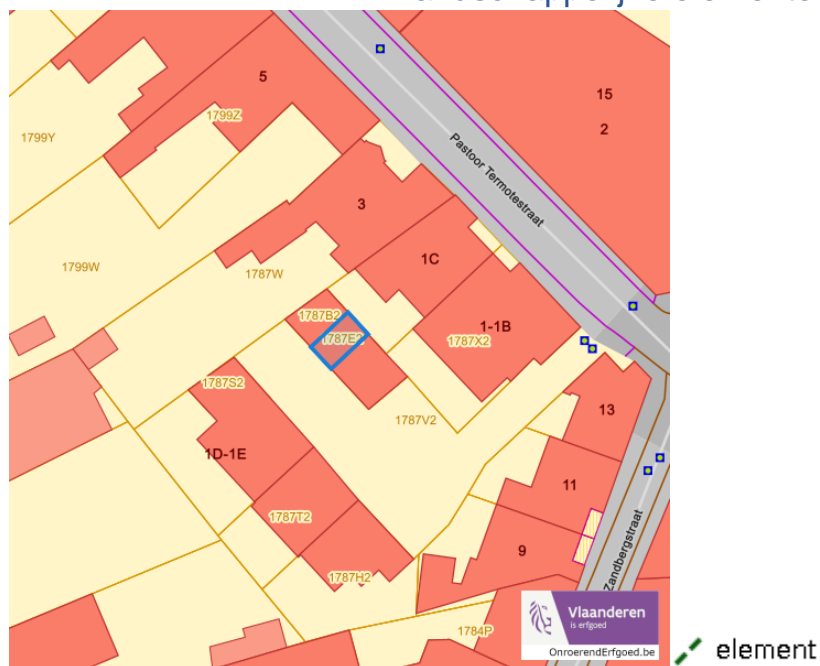 5
1799Z
15
2
1799Y
Pastoor Termotestraat
3
1C
1799W
1787W
1787B2
1-1B
1787E2
1787X2
1787S2
13
1787V2
1D-1E
11
1787T2
Zandbergstraat
9
1787H2
Vlaanderen
is erfgoed
OnroerendErfgoed.be
1784P
element